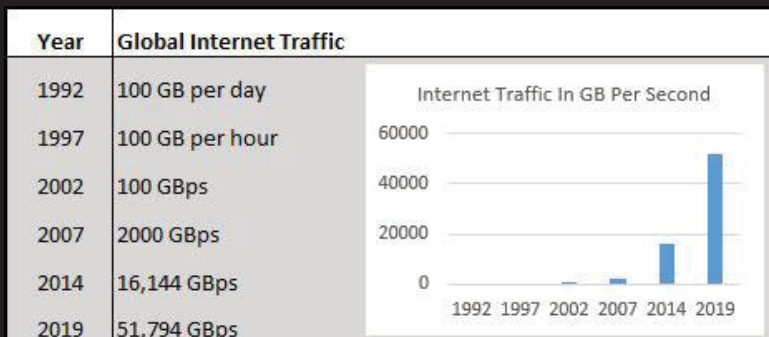 Year Global Internet Traffic
1992 100 GB per day
1997 100 GB per hour
2002 100 GBps
2007 2000 GBps
2014 16,144 GBps
2019 51,794 GBps
Internet Traffic In GB Per Second
60000
40000
20000
0
1992 1997 2002 2007 2014 2019